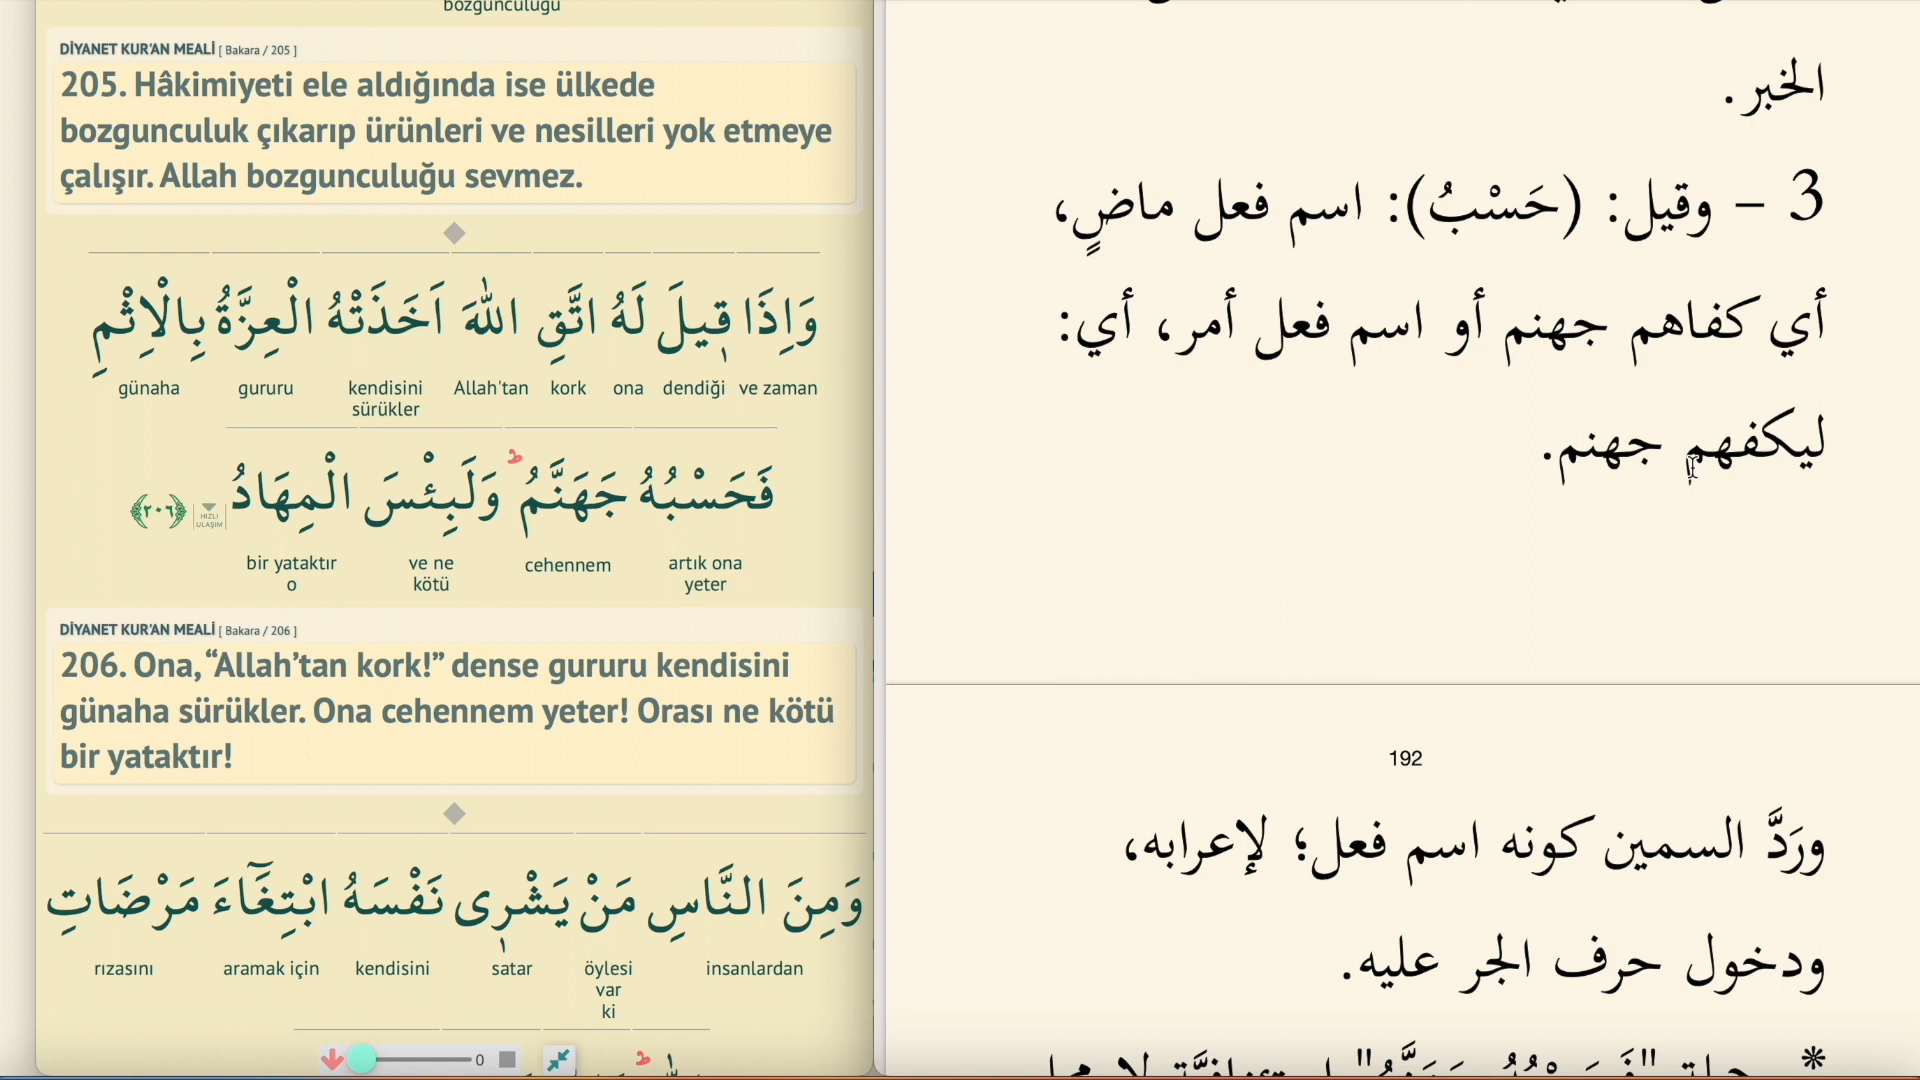 bozgunculuğu
DİYANET KUR'AN MEALİ [ Bakara / 205 ]
205. Hâkimiyeti ele aldığında ise ülkede
bozgunculuk çıkarıp ürünleri ve nesilleri yok etmeye
çalışır. Allah bozgunculuğu sevmez.
وَاِذَا قٖيلَ لَهُ اتَّقِ اللّٰهَ اَخَذَتْهُ الْعِزَّةُ بِالْاِثْمِ
ve zaman dendiği ona kork Allah'tan kendisini sürükler gururu günaha
فَحَسْبُهُ جَهَنَّمُؕ وَلَبِئْسَ الْمِهَادُ ﴿٢٠٦﴾
HIZLI
ULAŞIM
artık ona yeter cehennem ve ne kötü bir yataktır o
DİYANET KUR'AN MEALİ [ Bakara / 206 ]
206. Ona, “Allah’tan kork!” dense gururu kendisini
günaha sürükler. Ona cehennem yeter! Orası ne kötü
bir yataktır!
وَمِنَ النَّاسِ مَنْ يَشْرٖى نَفْسَهُ ابْتِغَٓاءَ مَرْضَاتِ
insanlardan öylesi var ki satar kendisini aramak için rızasını
0
الخبر.
3 – وقيل: (حَسْبُ): اسم فعل ماضٍ،
أي كفاهم جهنم أو اسم فعل أمر، أي:
ليكفهم جهنم.
192
ورَدَّ السمين كونه اسم فعل؛ لإعرابه،
ودخول حرف الجر عليه.